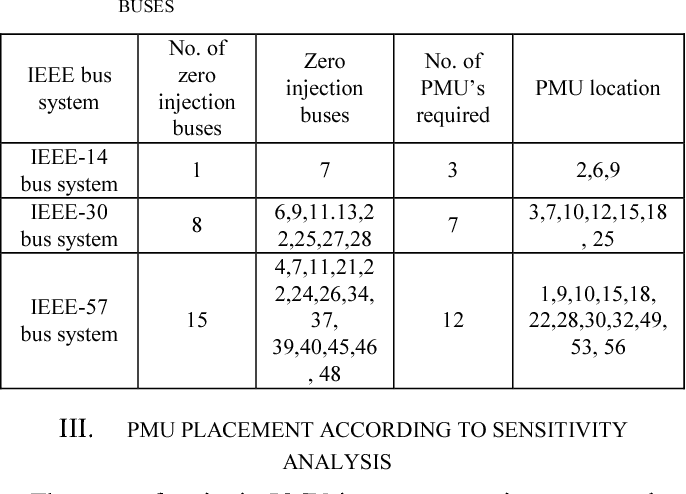 BUSES
IEEE bus
system
No. of
zero
injection
buses
Zero
injection
buses
No. of
PMU's
required
PMU location
IEEE-14
bus system
1
7
3
2,6,9
IEEE-30
bus system
8
6,9,11.13,2
2,25,27,28
7
3,7,10,12,15,18
, 25
IEEE-57
bus system
15
4,7,11,21,2
2,24,26,34,
37,
39,40,45,46
, 48
12
1,9,10,15,18,
22,28,30,32,49,
53, 56
III. PMU PLACEMENT ACCORDING TO SENSITIVITY
ANALYSIS